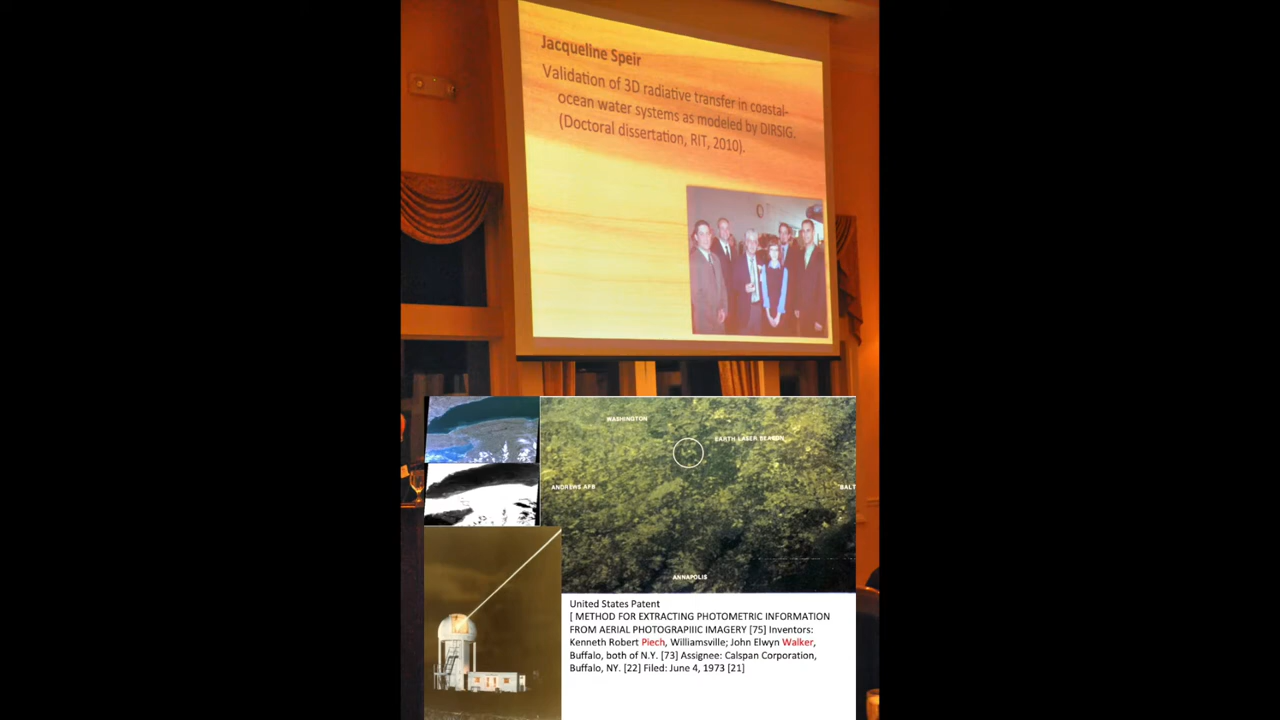 Jacqueline Speir
Validation of 3D radiative transfer in coastal-
ocean water systems as modeled by DIRSIG.
(Doctoral dissertation, RIT, 2010).
WASHINGTON
EARTH LASER BEACON
ANDREWS AFB
BALT
ANNAPOLIS
United States Patent
[ METHOD FOR EXTRACTING PHOTOMETRIC INFORMATION
FROM AERIAL PHOTOGRAPIIIC IMAGERY [75] Inventors:
Kenneth Robert Piech, Williamsville; John Elwyn Walker,
Buffalo, both of N.Y. [73] Assignee: Calspan Corporation,
Buffalo, NY. [22] Filed: June 4, 1973 [21]